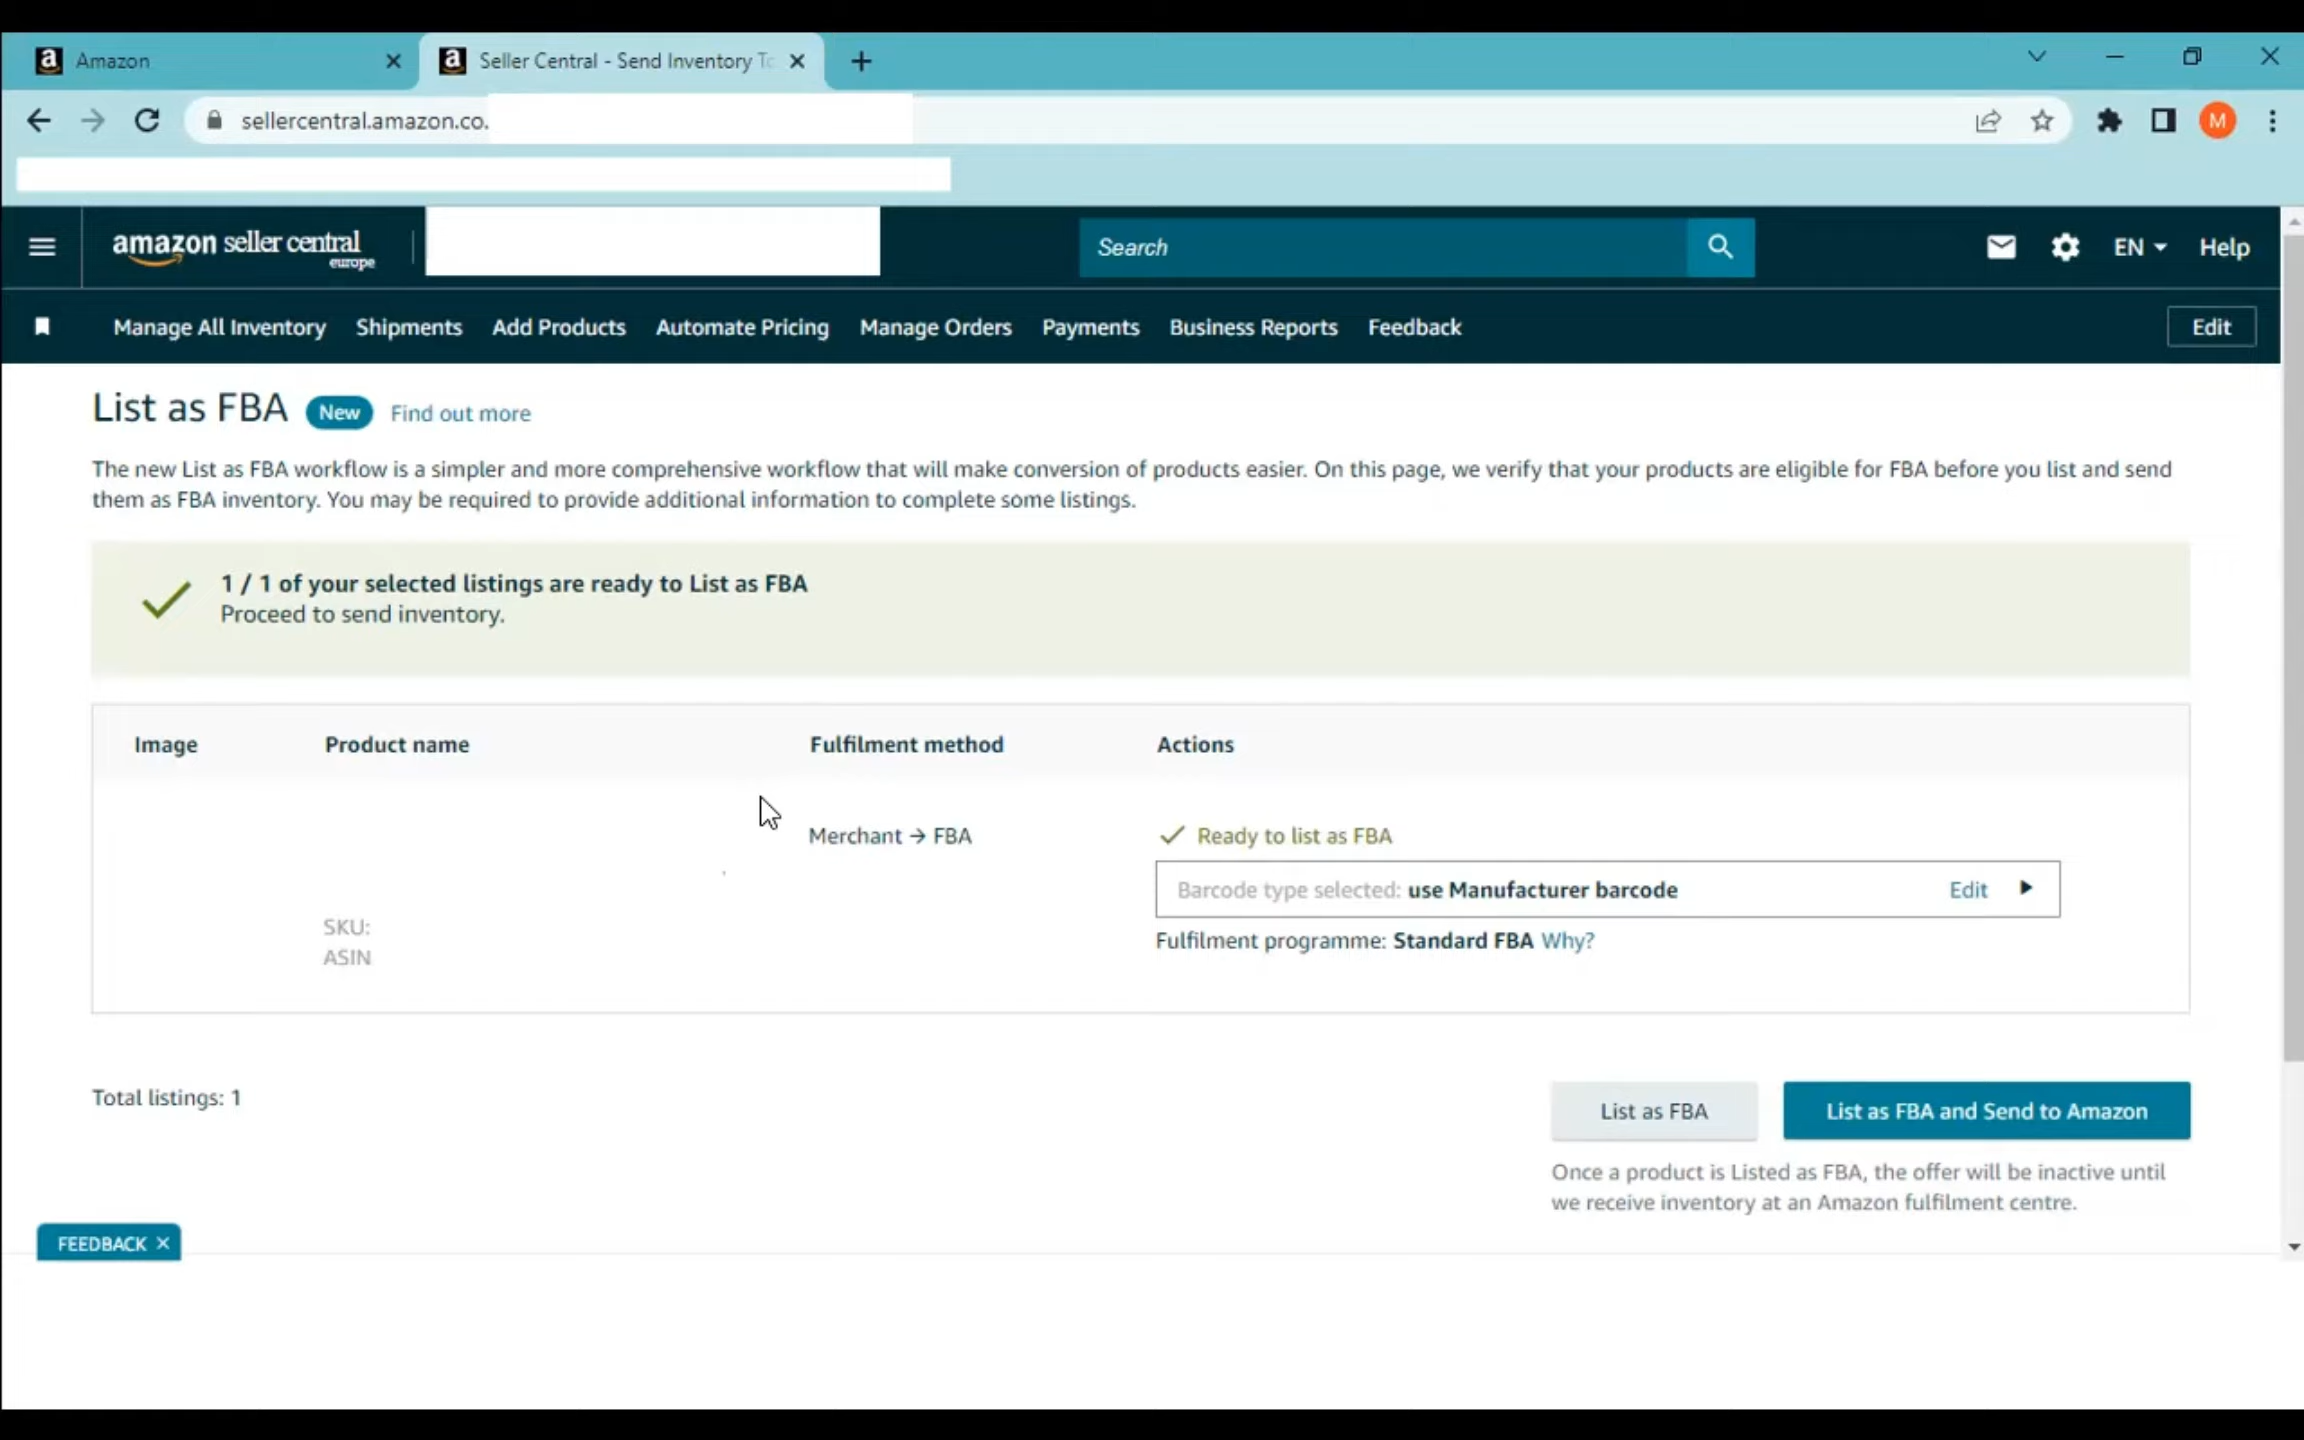 Amazon
Seller Central - Send Inventory To
sellercentral.amazon.co.
M
amazon seller central
europe
Search
EN
Help
Manage All Inventory
Shipments
Add Products
Automate Pricing
Manage Orders
Payments
Business Reports
Feedback
Edit
List as FBA
New
Find out more
The new List as FBA workflow is a simpler and more comprehensive workflow that will make conversion of products easier. On this page, we verify that your products are eligible for FBA before you list and send
them as FBA inventory. You may be required to provide additional information to complete some listings.
1 / 1 of your selected listings are ready to List as FBA
Proceed to send inventory.
Image
Product name
Fulfilment method
Actions
Merchant → FBA
Ready to list as FBA
Barcode type selected: use Manufacturer barcode
Edit
Fulfilment programme: Standard FBA Why?
SKU:
ASIN
Total listings: 1
List as FBA
List as FBA and Send to Amazon
Once a product is Listed as FBA, the offer will be inactive until
we receive inventory at an Amazon fulfilment centre.
FEEDBACK